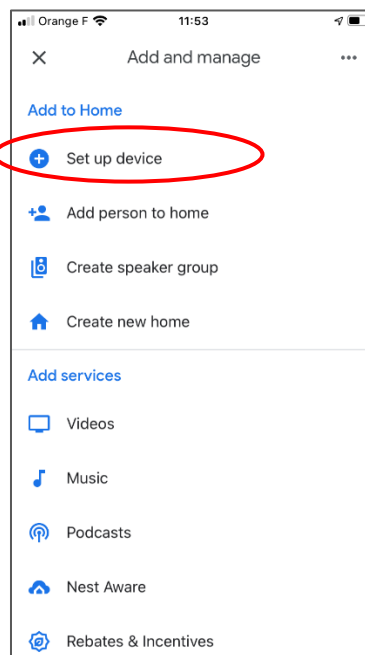 Orange F 11:53
Add and manage
Add to Home
Set up device
Add person to home
Create speaker group
Create new home
Add services
Videos
Music
Podcasts
Nest Aware
Rebates & Incentives